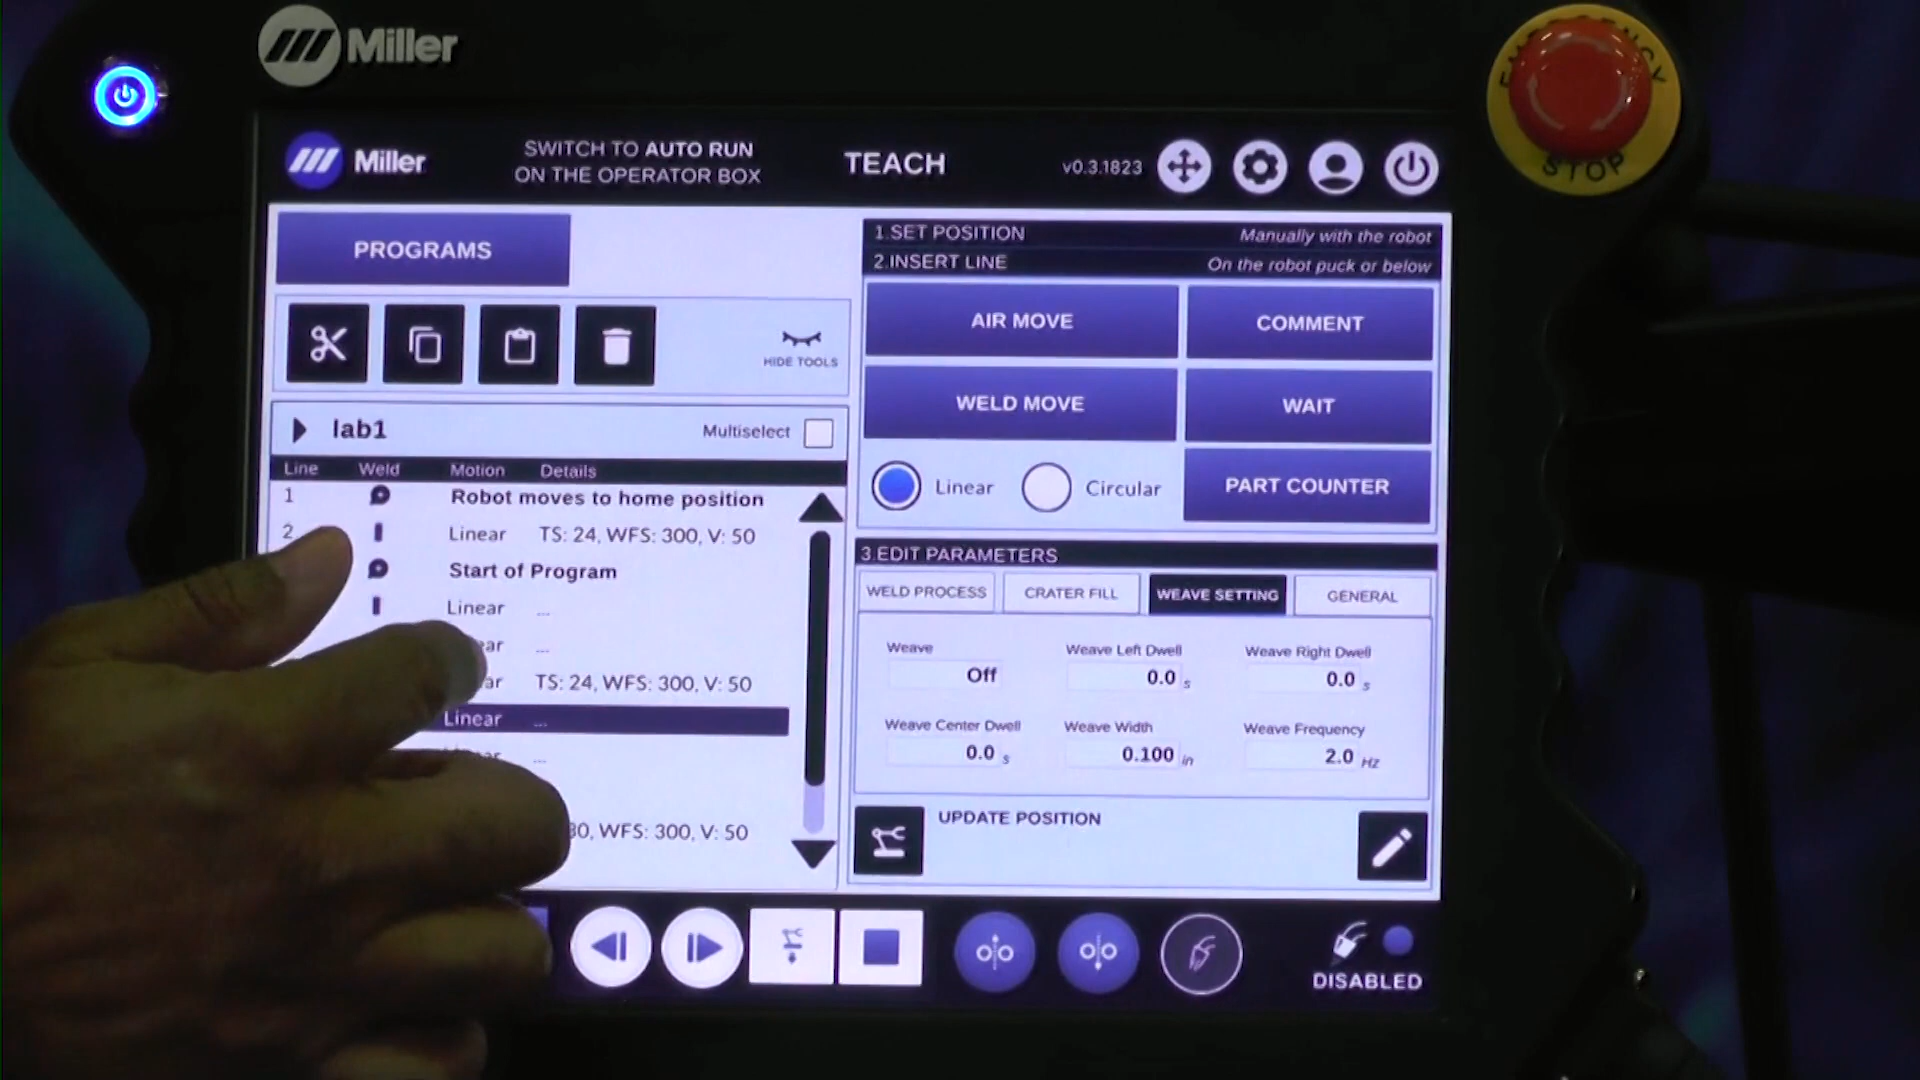 Miller
EMERGENCY
STOP
Miller
SWITCH TO AUTO RUN
ON THE OPERATOR BOX
TEACH
v0.3.1823
PROGRAMS
HIDE TOOLS
lab1
Multiselect
Line Weld Motion Details
1 Robot moves to home position
2 Linear TS: 24, WFS: 300, V: 50
Start of Program
Linear ...
ar ...
ar TS: 24, WFS: 300, V: 50
Linear ...
...
30, WFS: 300, V: 50
1.SET POSITION Manually with the robot
2.INSERT LINE On the robot puck or below
AIR MOVE
COMMENT
WELD MOVE
WAIT
Linear
Circular
PART COUNTER
3.EDIT PARAMETERS
WELD PROCESS
CRATER FILL
WEAVE SETTING
GENERAL
Weave
Off
Weave Left Dwell
0.0 s
Weave Right Dwell
0.0 s
Weave Center Dwell
0.0 s
Weave Width
0.100 in
Weave Frequency
2.0 HZ
UPDATE POSITION
DISABLED